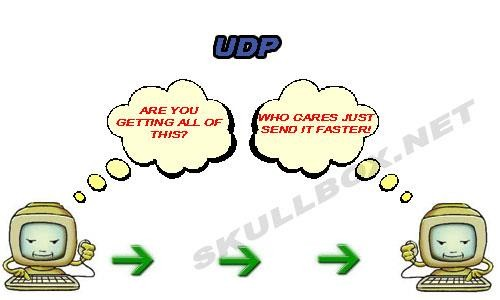 UDP
ARE YOU
GETTING ALL OF
THIS?
WHO CARES JUST
SEND IT FASTER!
SKULLBOX.NET